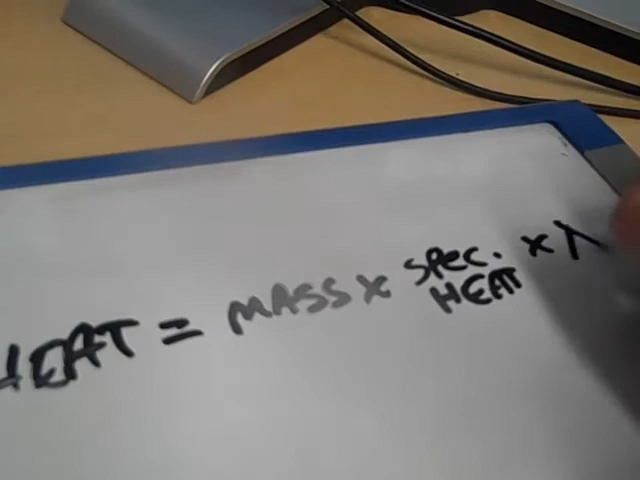 HEAT = MASS x SPEC. HEAT x